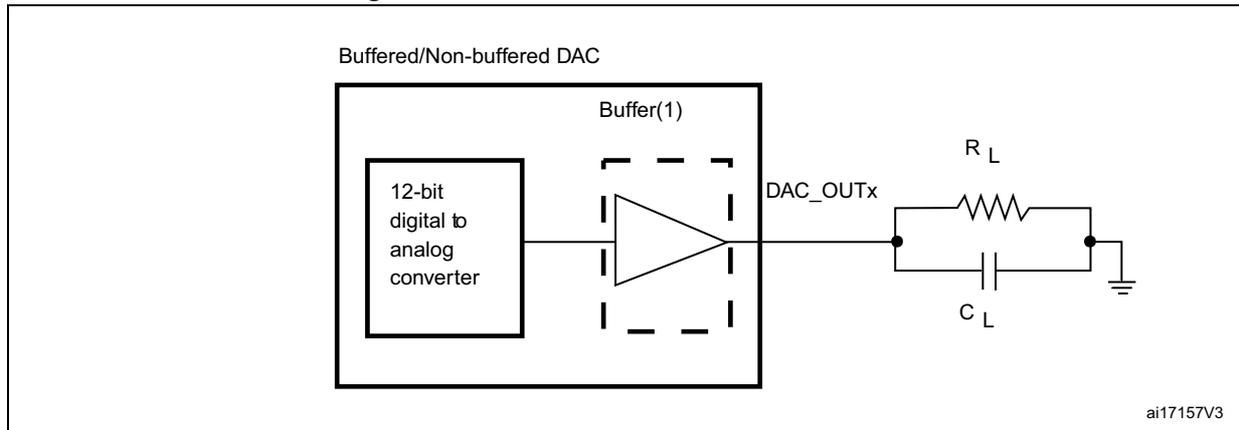 Buffered/Non-buffered DAC
Buffer(1)
12-bit
digital to
analog
converter
DAC_OUTx
R L
C L
ai17157V3